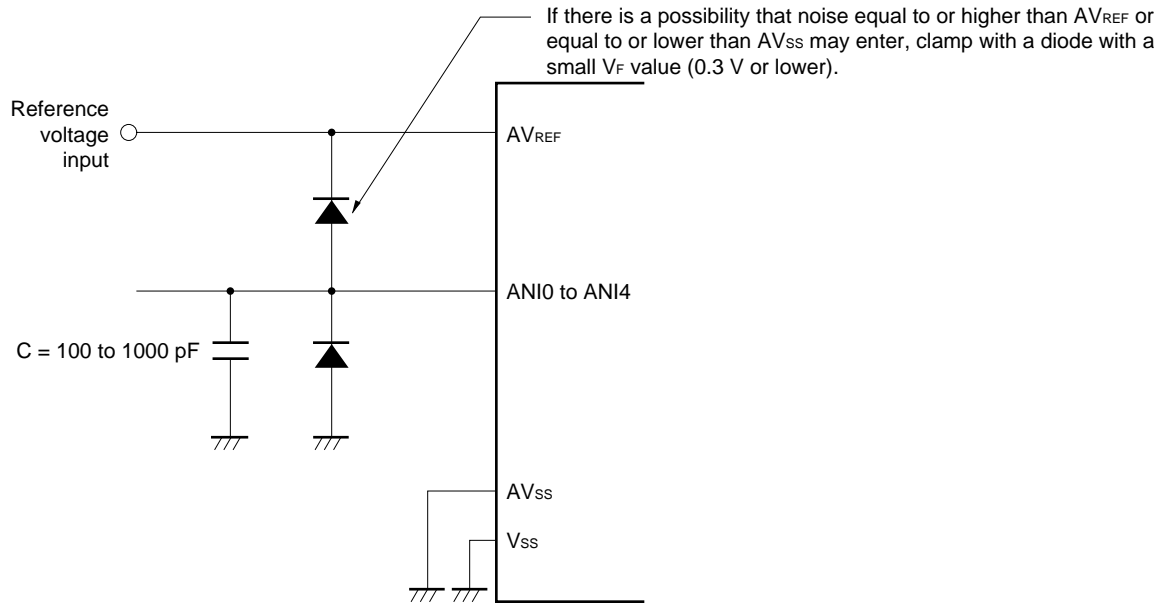 If there is a possibility that noise equal to or higher than AVREF or
equal to or lower than AVSS may enter, clamp with a diode with a
small VF value (0.3 V or lower).
Reference
voltage
input
AVREF
ANI0 to ANI4
C = 100 to 1000 pF
AVSS
VSS